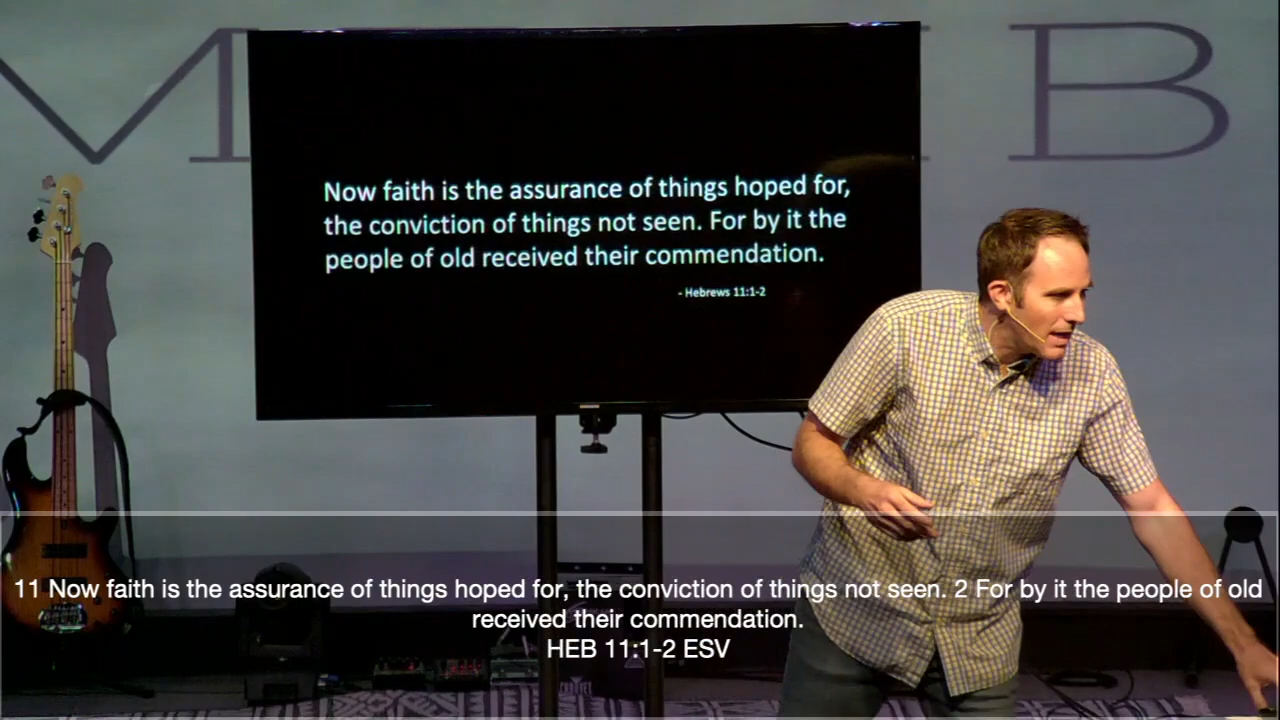 M B
Now faith is the assurance of things hoped for,
the conviction of things not seen. For by it the
people of old received their commendation.
- Hebrews 11:1-2
11 Now faith is the assurance of things hoped for, the conviction of things not seen. 2 For by it the people of old
received their commendation.
HEB 11:1-2 ESV